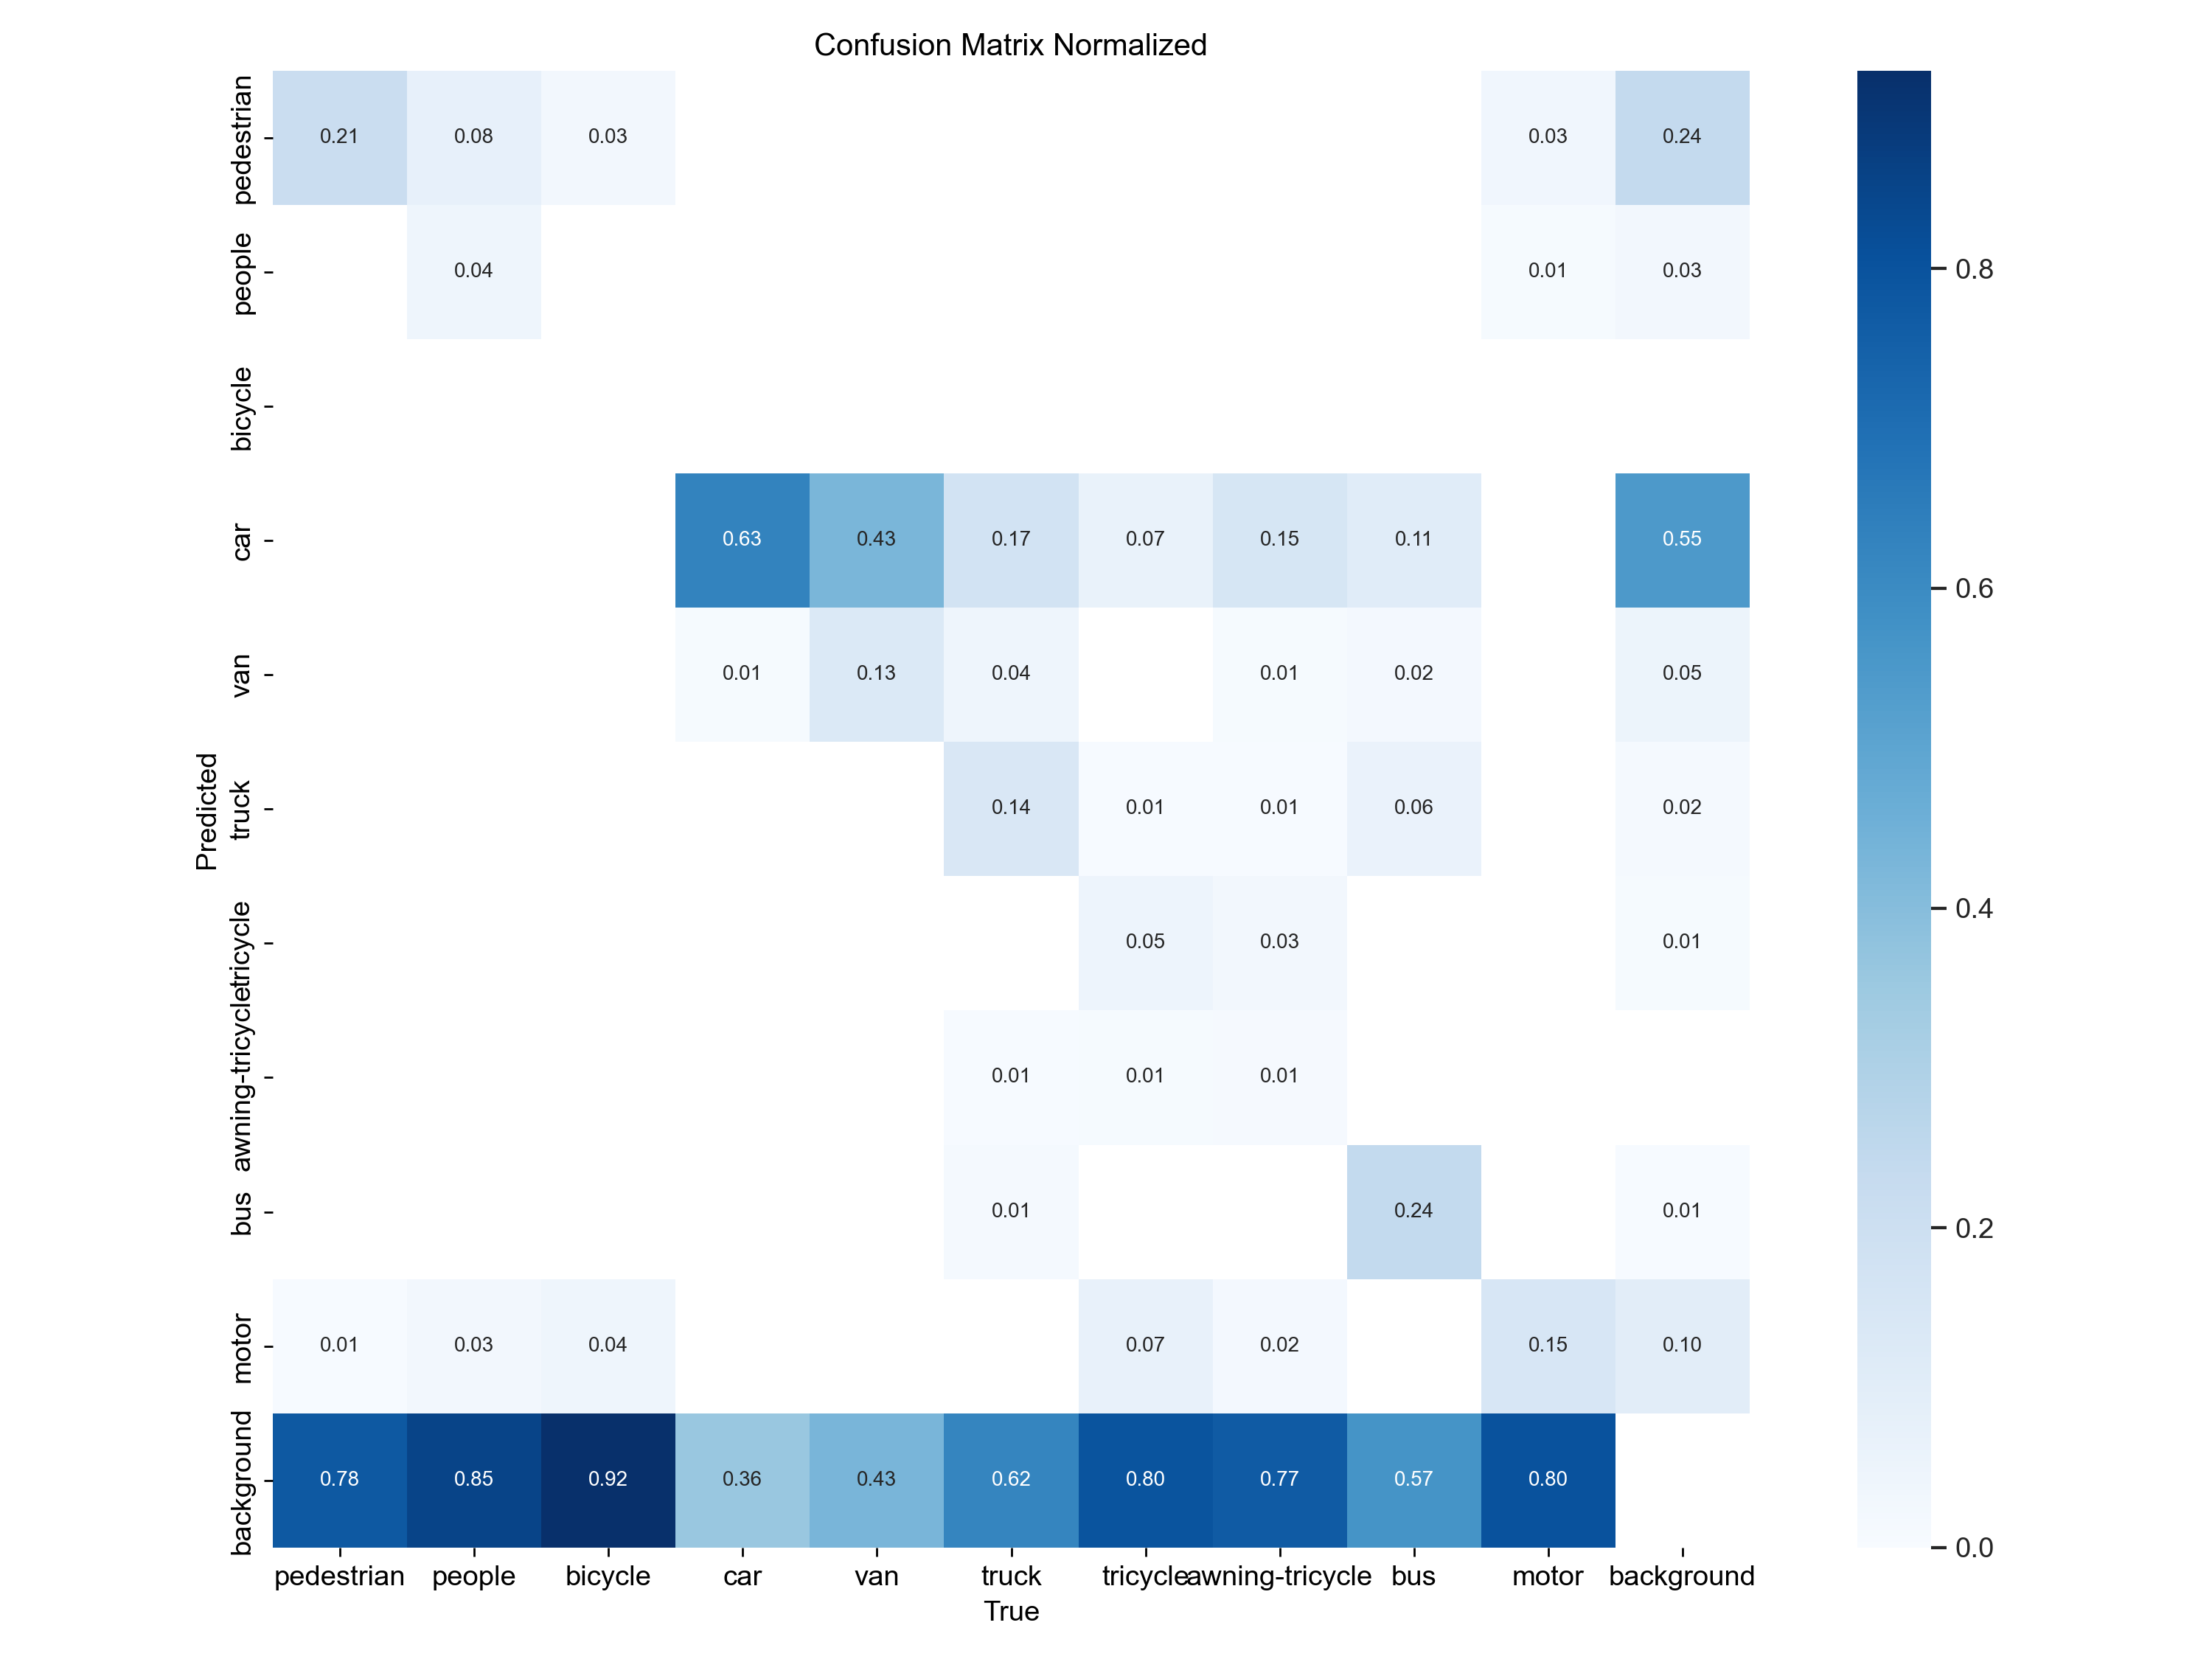 Confusion Matrix Normalized
pedestrian 0.21 0.08 0.03 0.03 0.24
people 0.04 0.01 0.03
bicycle
car 0.63 0.43 0.17 0.07 0.15 0.11 0.55
van 0.01 0.13 0.04 0.01 0.02 0.05
truck 0.14 0.01 0.01 0.06 0.02
tricycle 0.05 0.03 0.01
awning-tricycle 0.01 0.01 0.01
bus 0.01 0.24 0.01
motor 0.01 0.03 0.04 0.07 0.02 0.15 0.10
background 0.78 0.85 0.92 0.36 0.43 0.62 0.80 0.77 0.57 0.80
pedestrian people bicycle car van truck tricycle awning-tricycle bus motor background
True
Predicted
0.8
0.6
0.4
0.2
0.0